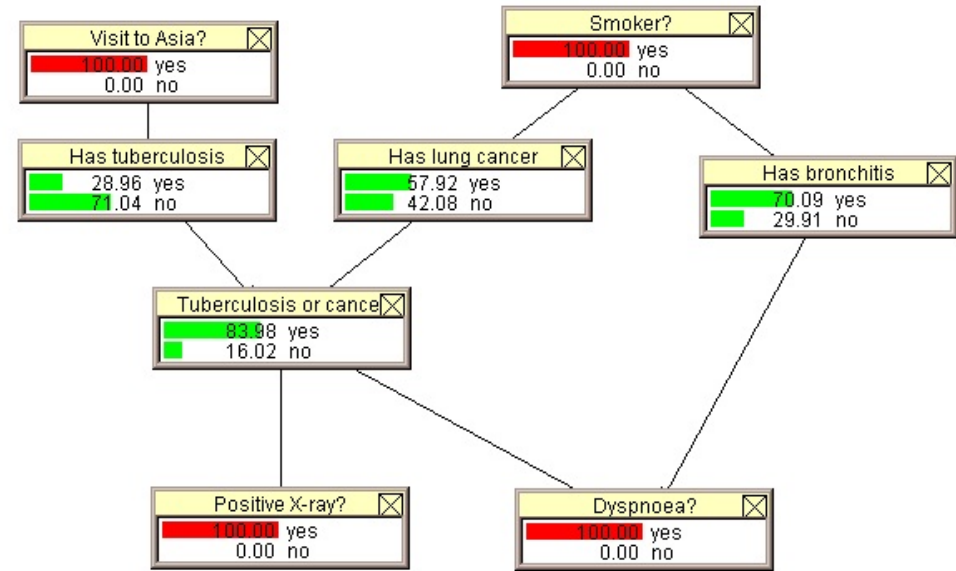 Visit to Asia?
100.00 yes
0.00 no
Smoker?
100.00 yes
0.00 no
Has tuberculosis
28.96 yes
71.04 no
Has lung cancer
57.92 yes
42.08 no
Has bronchitis
70.09 yes
29.91 no
Tuberculosis or cance
83.98 yes
16.02 no
Positive X-ray?
100.00 yes
0.00 no
Dyspnoea?
100.00 yes
0.00 no